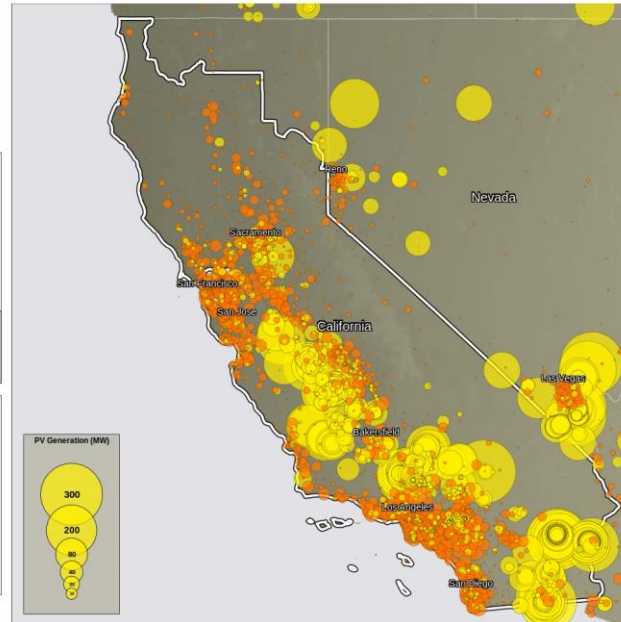 Reno
Nevada
Sacramento
San Francisco
San Jose
California
Las Vegas
Bakersfield
PV Generation (MW)
300
200
80
40
Los Angeles
San Diego